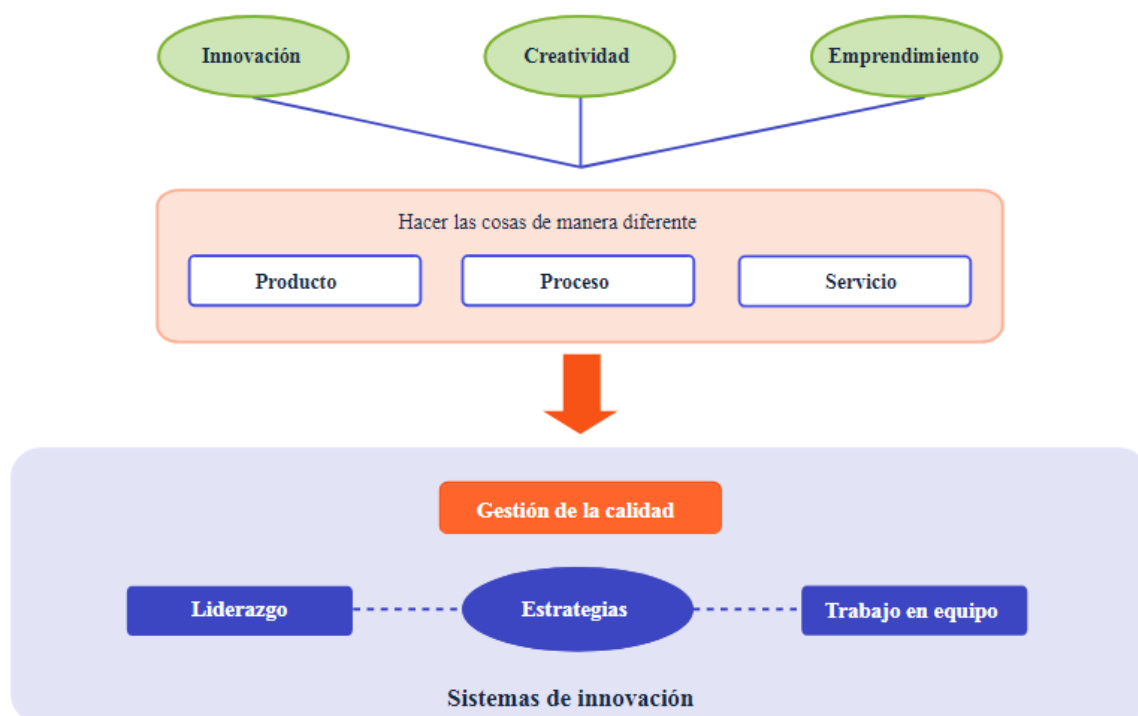 Innovación
Creatividad
Emprendimiento
Hacer las cosas de manera diferente
Producto
Proceso
Servicio
Gestión de la calidad
Liderazgo
Estrategias
Trabajo en equipo
Sistemas de innovación